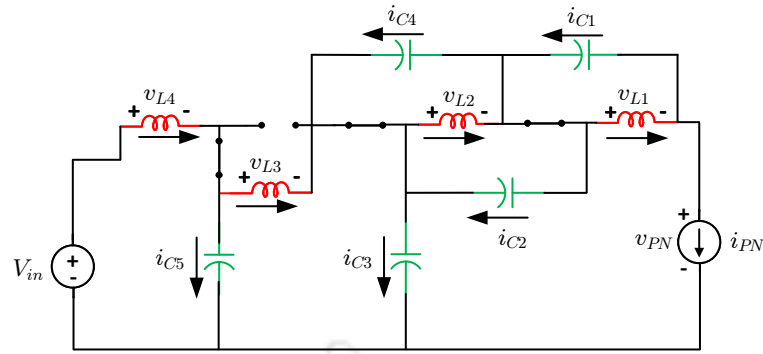 i_{C4}
i_{C1}
v_{L4}
+ -
v_{L2}
+ -
v_{L1}
+ -
v_{L3}
+ -
i_{C2}
i_{C5}
i_{C3}
V_{in}
+
-
+
v_{PN}
-
i_{PN}